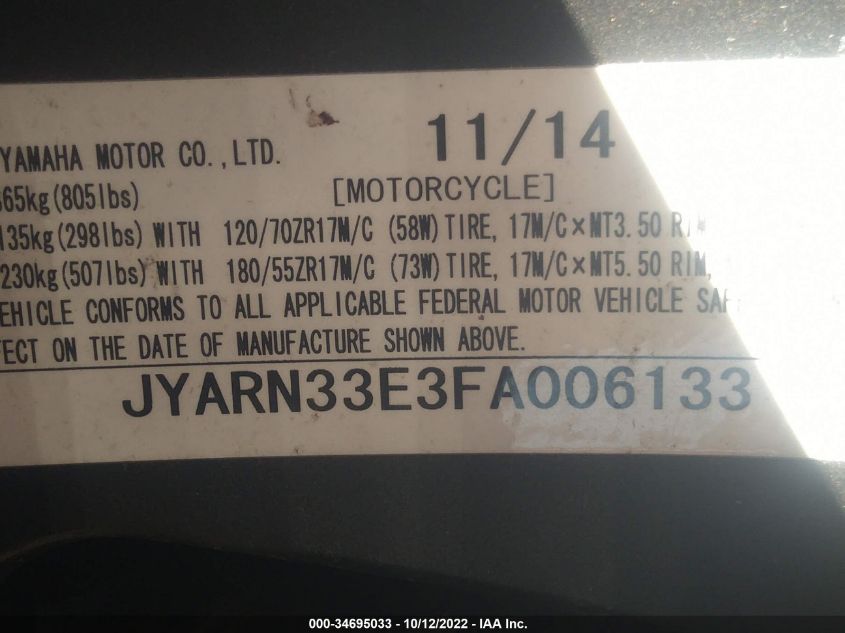 YAMAHA MOTOR CO.,LTD. 11/14
65kg(805lbs) [MOTORCYCLE]
135kg(298lbs) WITH 120/70ZR17M/C (58W) TIRE, 17M/C×MT3.50 RIM
230kg(507lbs) WITH 180/55ZR17M/C (73W) TIRE, 17M/C×MT5.50 RIM,
EHICLE CONFORMS TO ALL APPLICABLE FEDERAL MOTOR VEHICLE SAF
FECT ON THE DATE OF MANUFACTURE SHOWN ABOVE.
JYARN33E3FA006133
000-34695033 - 10/12/2022 - IAA Inc.